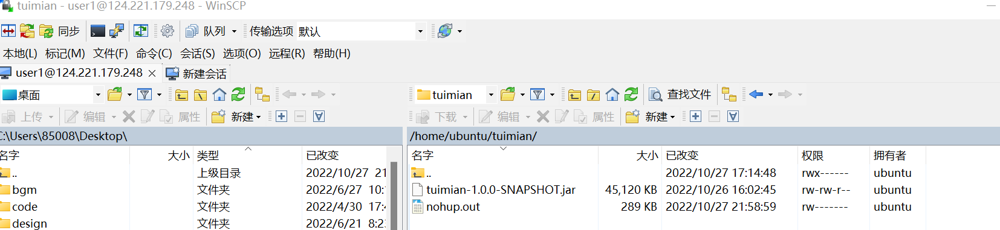 tuimian - user1@124.221.179.248 - WinSCP
同步 队列 传输选项 默认
本地(L) 标记(M) 文件(F) 命令(C) 会话(S) 选项(O) 远程(R) 帮助(H)
user1@124.221.179.248 × 新建会话
桌面 tuimian 查找文件
上传 编辑 属性 新建 下载 编辑 属性 新建
C:\Users\85008\Desktop\ /home/ubuntu/tuimian/
名字 大小 类型 已改变 名字 大小 已改变 权限 拥有者
.. 上级目录 2022/10/27 21 .. 2022/10/27 17:14:48 rwx------ ubuntu
bgm 文件夹 2022/6/27 10: tuimian-1.0.0-SNAPSHOT.jar 45,120 KB 2022/10/26 16:02:45 rw-rw-r-- ubuntu
code 文件夹 2022/4/30 17:4 nohup.out 289 KB 2022/10/27 21:58:59 rw------- ubuntu
design 文件夹 2022/6/21 8:23